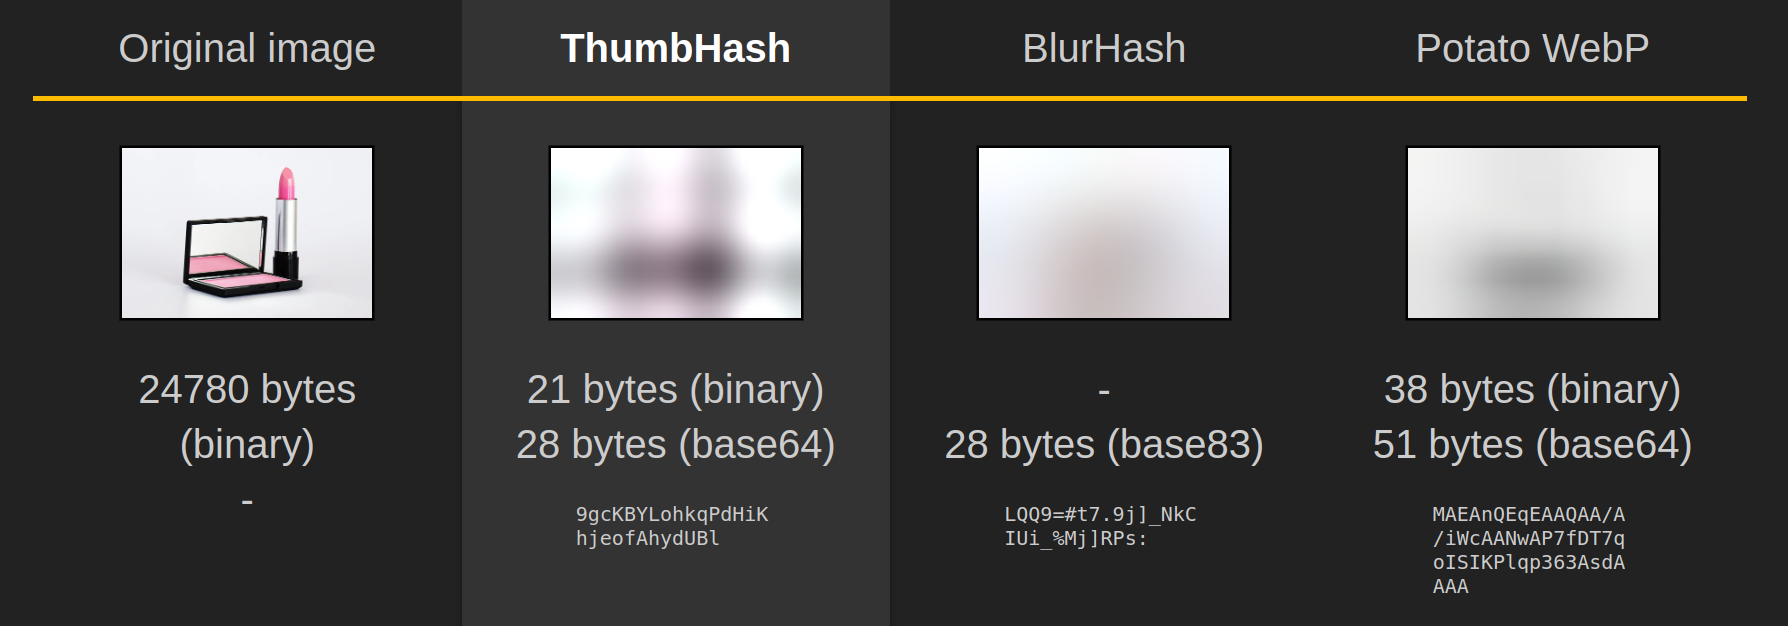 Original image
ThumbHash
BlurHash
Potato WebP
24780 bytes
(binary)
-
21 bytes (binary)
28 bytes (base64)
9gcKBYLohkqPdHiK
hjeofAhydUBl
-
28 bytes (base83)
LQQ9=#t7.9j]_NkC
IUi_%Mj]RPs:
38 bytes (binary)
51 bytes (base64)
MAEAnQEqEAAQAA/A
/iWcAANwAP7fDT7q
oISIKPlqp363AsdA
AAA